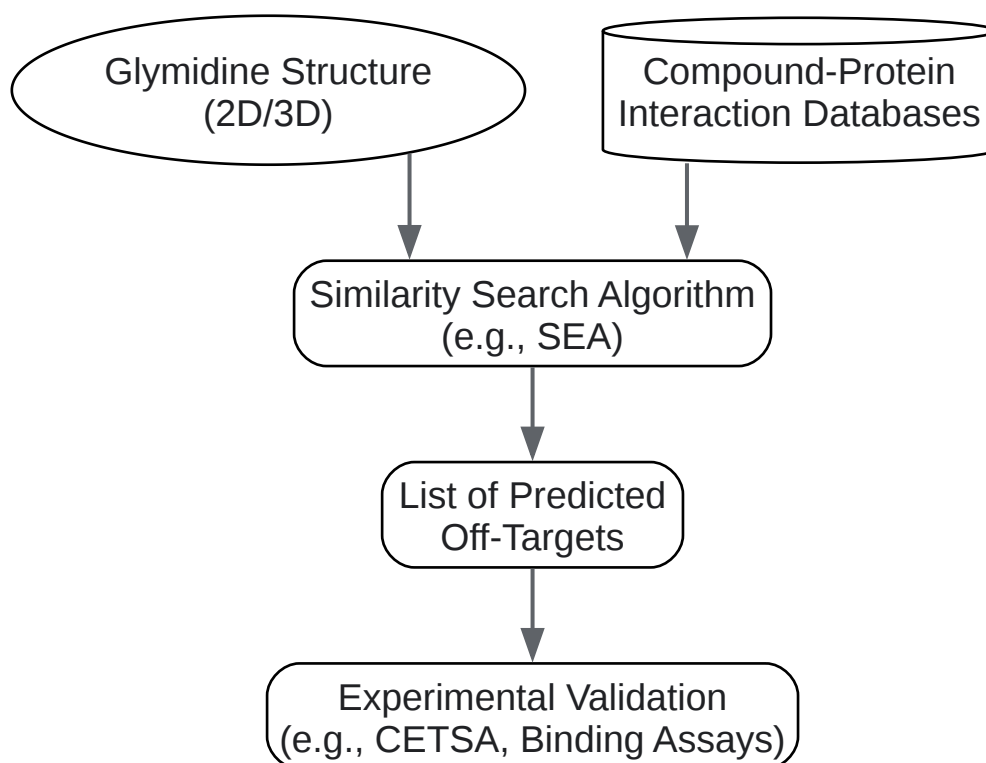 Glymidine Structure
(2D/3D)
Compound-Protein
Interaction Databases
Similarity Search Algorithm
(e.g., SEA)
List of Predicted
Off-Targets
Experimental Validation
(e.g., CETSA, Binding Assays)